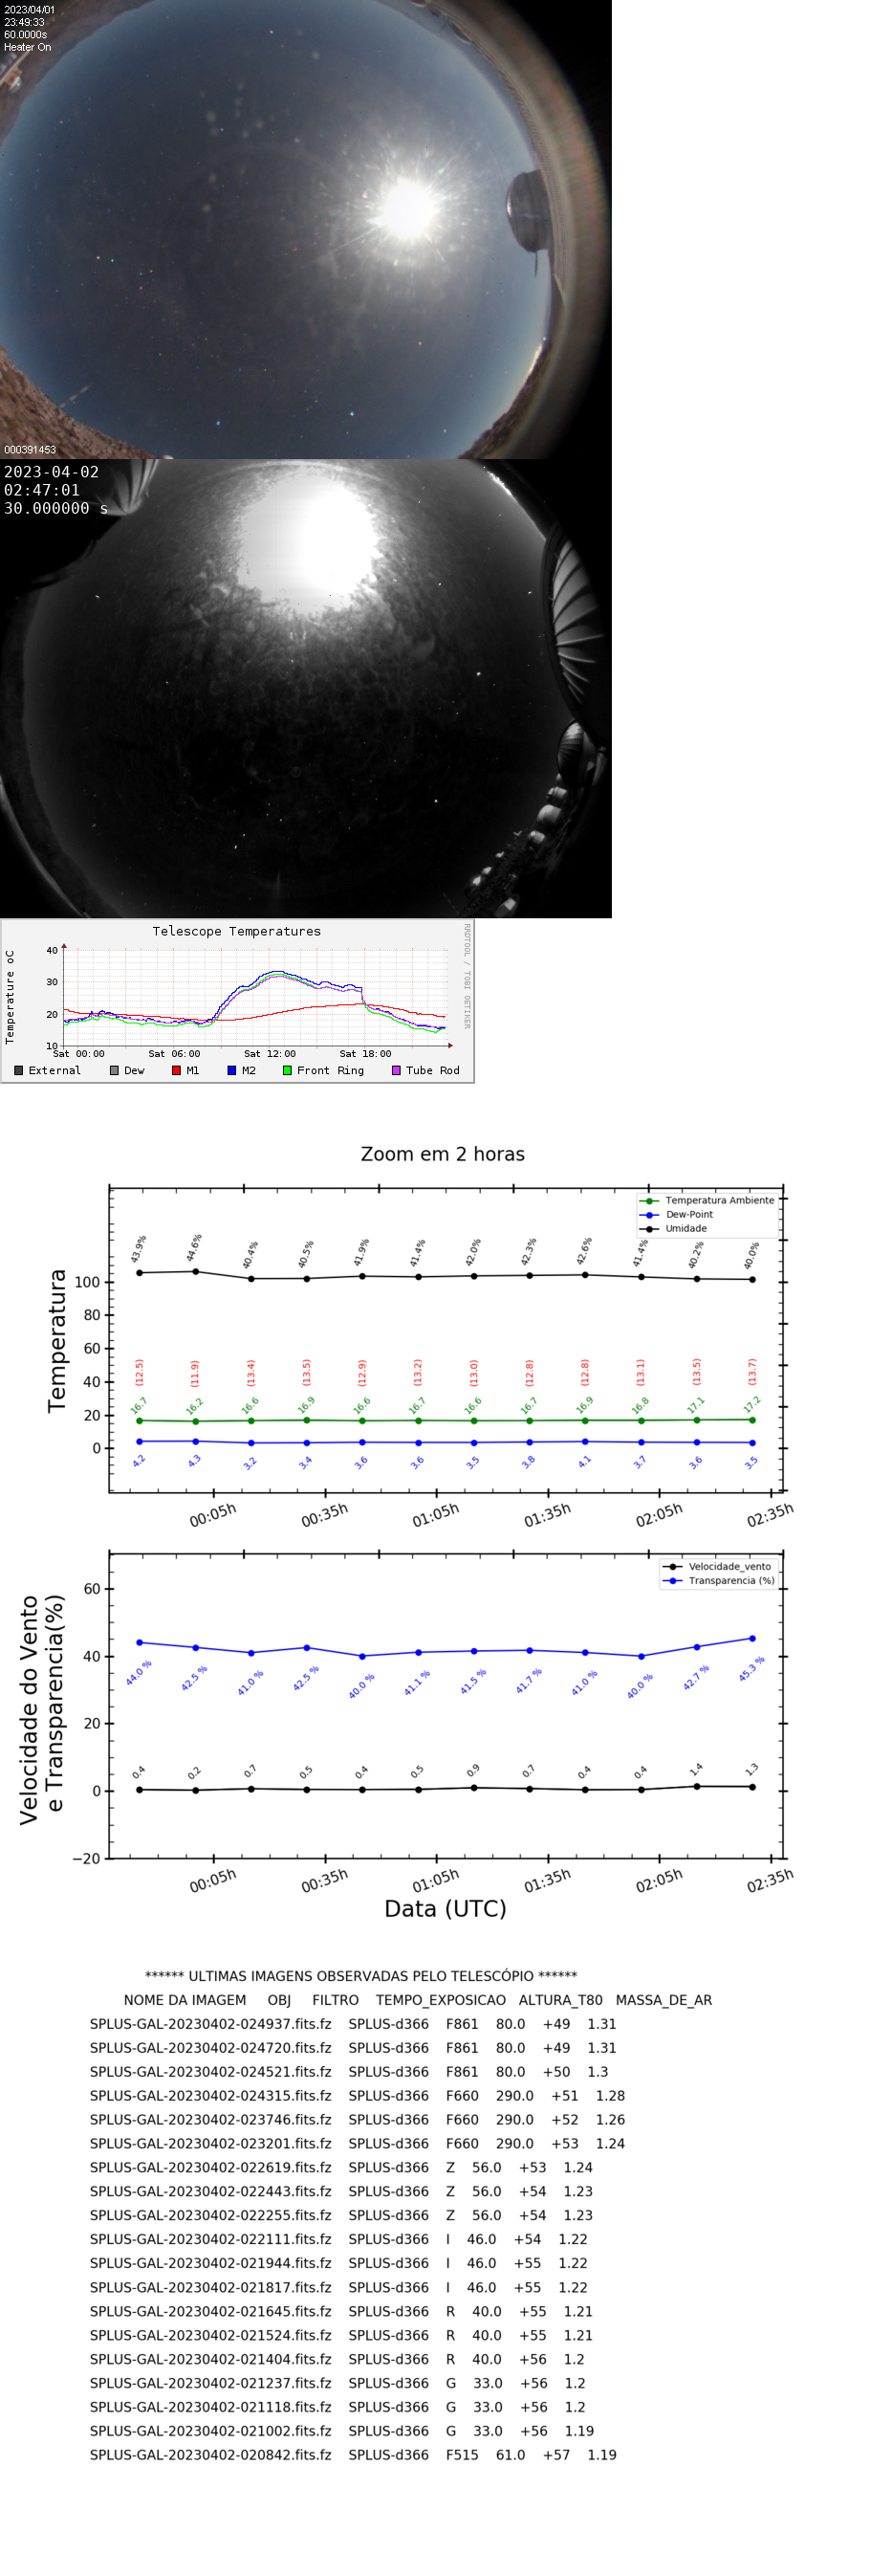 2023/04/01
23:49:33
60.0000s
Heater On
000391453
2023-04-02
02:47:01
30.000000 s
Telescope Temperatures
RRDTOOL / TOBI OETIKER
Temperature oC
40
30
20
10
Sat 00:00 Sat 06:00 Sat 12:00 Sat 18:00
External Dew M1 M2 Front Ring Tube Rod
Zoom em 2 horas
Temperatura Ambiente
Dew-Point
Umidade
Temperatura
43.9% 44.6% 40.4% 40.5% 41.9% 41.4% 42.0% 42.3% 42.6% 41.4% 40.2% 40.0%
100
80
60
(12.5) (11.9) (13.4) (13.5) (12.9) (13.2) (13.0) (12.8) (12.8) (13.1) (13.5) (13.7)
40
16.7 16.2 16.6 16.9 16.6 16.7 16.6 16.7 16.9 16.8 17.1 17.2
20
0
4.2 4.3 3.2 3.4 3.6 3.6 3.5 3.8 4.1 3.7 3.6 3.5
00:05h 00:35h 01:05h 01:35h 02:05h 02:35h
Velocidade_vento
Transparencia (%)
Velocidade do Vento
e Transparencia(%)
60
40
44.0 % 42.5 % 41.0 % 42.5 % 40.0 % 41.1 % 41.5 % 41.7 % 41.0 % 40.0 % 42.7 % 45.3 %
20
0.4 0.2 0.7 0.5 0.4 0.5 0.9 0.7 0.4 0.4 1.4 1.3
0
−20
00:05h 00:35h 01:05h 01:35h 02:05h 02:35h
Data (UTC)
****** ULTIMAS IMAGENS OBSERVADAS PELO TELESCÓPIO ******
NOME DA IMAGEM OBJ FILTRO TEMPO_EXPOSICAO ALTURA_T80 MASSA_DE_AR
SPLUS-GAL-20230402-024937.fits.fz SPLUS-d366 F861 80.0 +49 1.31
SPLUS-GAL-20230402-024720.fits.fz SPLUS-d366 F861 80.0 +49 1.31
SPLUS-GAL-20230402-024521.fits.fz SPLUS-d366 F861 80.0 +50 1.3
SPLUS-GAL-20230402-024315.fits.fz SPLUS-d366 F660 290.0 +51 1.28
SPLUS-GAL-20230402-023746.fits.fz SPLUS-d366 F660 290.0 +52 1.26
SPLUS-GAL-20230402-023201.fits.fz SPLUS-d366 F660 290.0 +53 1.24
SPLUS-GAL-20230402-022619.fits.fz SPLUS-d366 Z 56.0 +53 1.24
SPLUS-GAL-20230402-022443.fits.fz SPLUS-d366 Z 56.0 +54 1.23
SPLUS-GAL-20230402-022255.fits.fz SPLUS-d366 Z 56.0 +54 1.23
SPLUS-GAL-20230402-022111.fits.fz SPLUS-d366 I 46.0 +54 1.22
SPLUS-GAL-20230402-021944.fits.fz SPLUS-d366 I 46.0 +55 1.22
SPLUS-GAL-20230402-021817.fits.fz SPLUS-d366 I 46.0 +55 1.22
SPLUS-GAL-20230402-021645.fits.fz SPLUS-d366 R 40.0 +55 1.21
SPLUS-GAL-20230402-021524.fits.fz SPLUS-d366 R 40.0 +55 1.21
SPLUS-GAL-20230402-021404.fits.fz SPLUS-d366 R 40.0 +56 1.2
SPLUS-GAL-20230402-021237.fits.fz SPLUS-d366 G 33.0 +56 1.2
SPLUS-GAL-20230402-021118.fits.fz SPLUS-d366 G 33.0 +56 1.2
SPLUS-GAL-20230402-021002.fits.fz SPLUS-d366 G 33.0 +56 1.19
SPLUS-GAL-20230402-020842.fits.fz SPLUS-d366 F515 61.0 +57 1.19